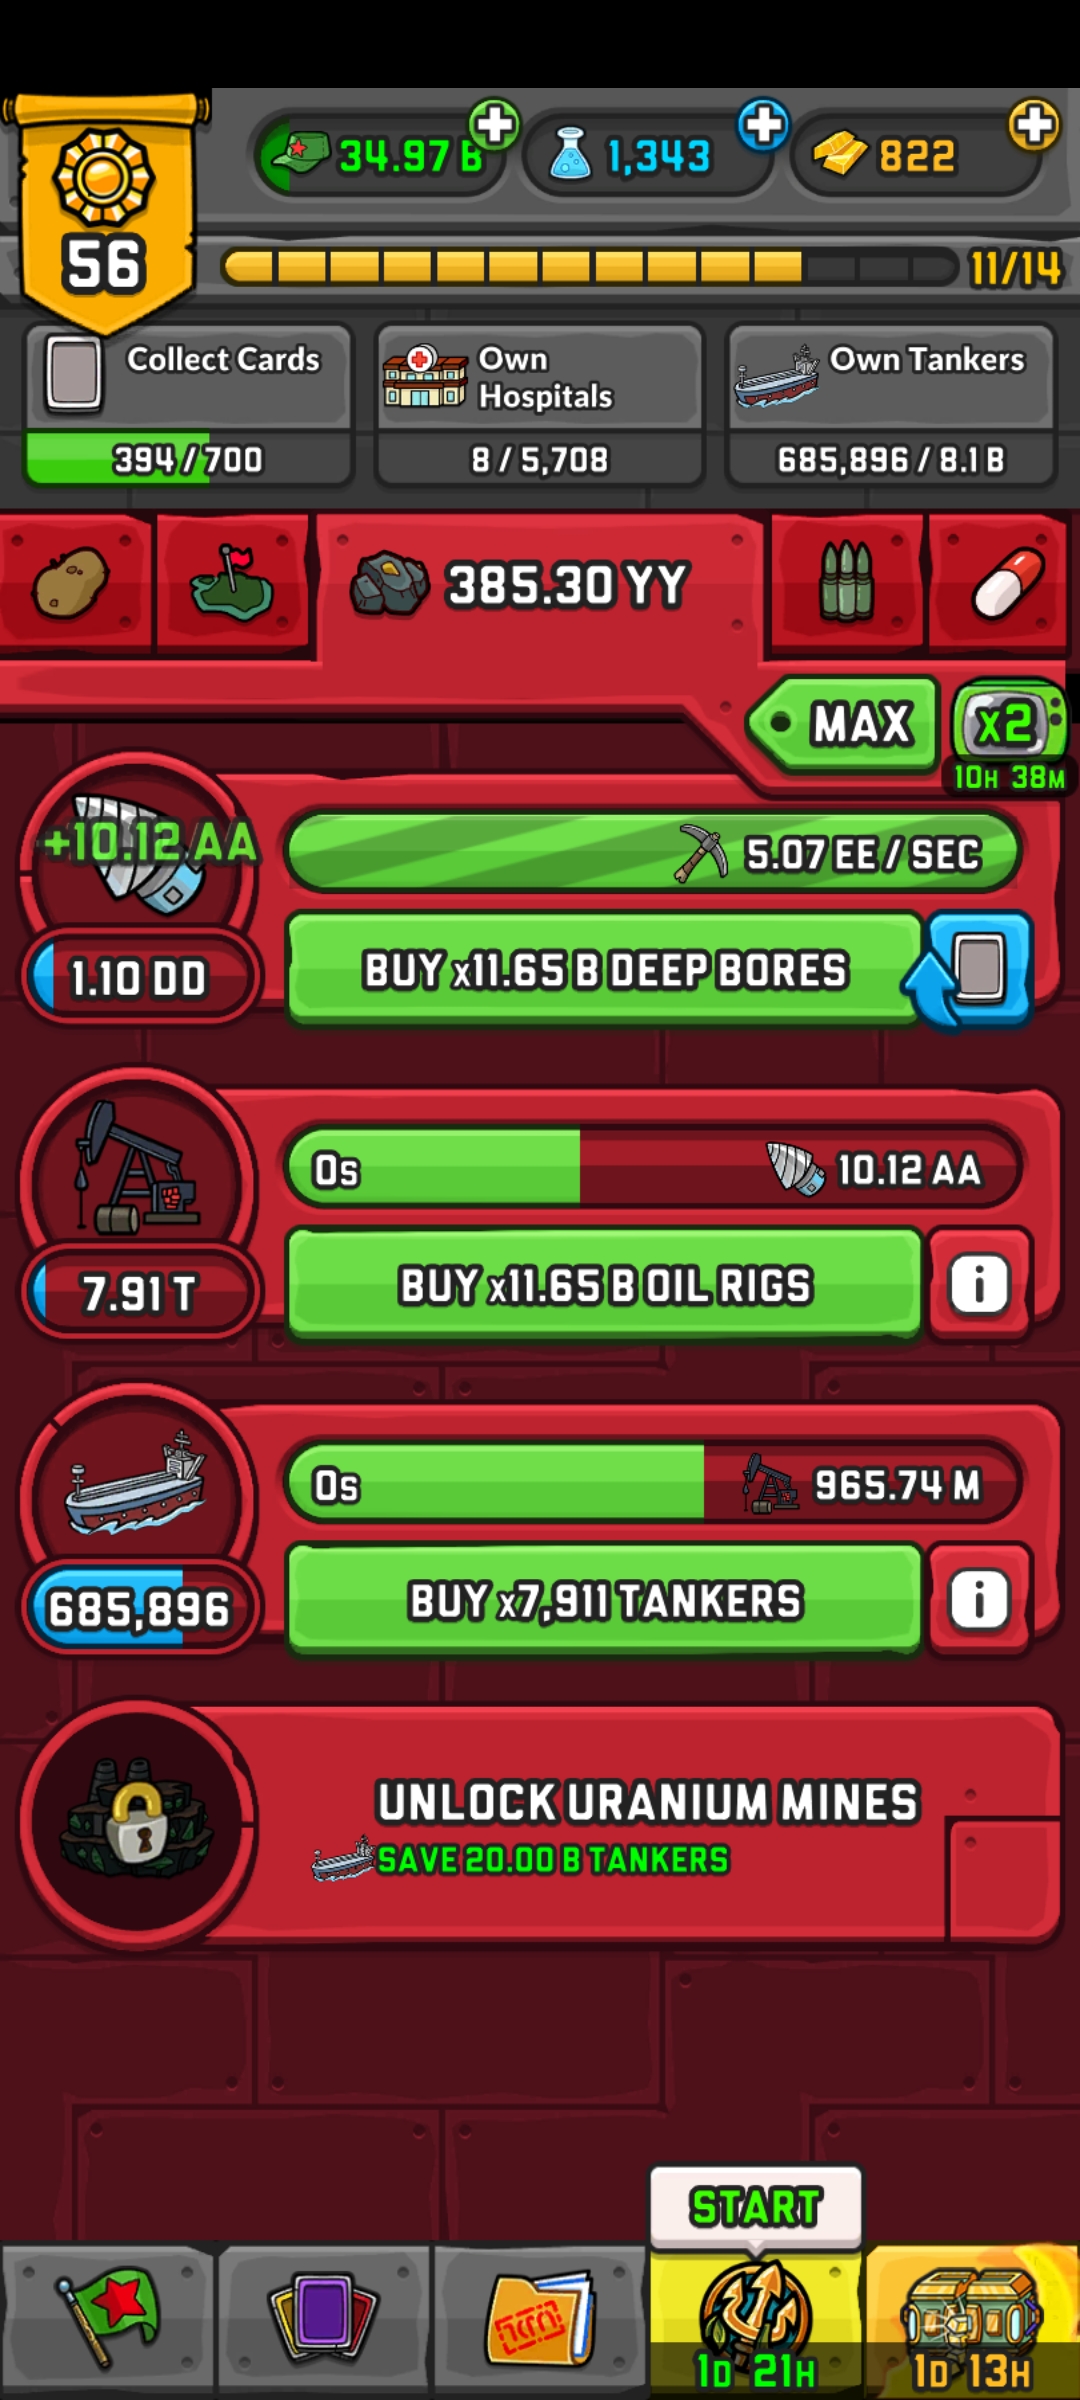 34.97 B
1,343
822
56
11/14
Collect Cards
394/700
Own
Hospitals
8/5,708
Own Tankers
685,896/8.1 B
385.30 YY
MAX
x2
10H 38M
+10.12 AA
5.07 EE/SEC
1.10 DD
BUY x11.65 B DEEP BORES
0s
10.12 AA
7.91 T
BUY x11.65 B OIL RIGS
i
0s
965.74 M
685,896
BUY x7,911 TANKERS
i
UNLOCK URANIUM MINES
SAVE 20.00 B TANKERS
START
1D 21H
1D 13H